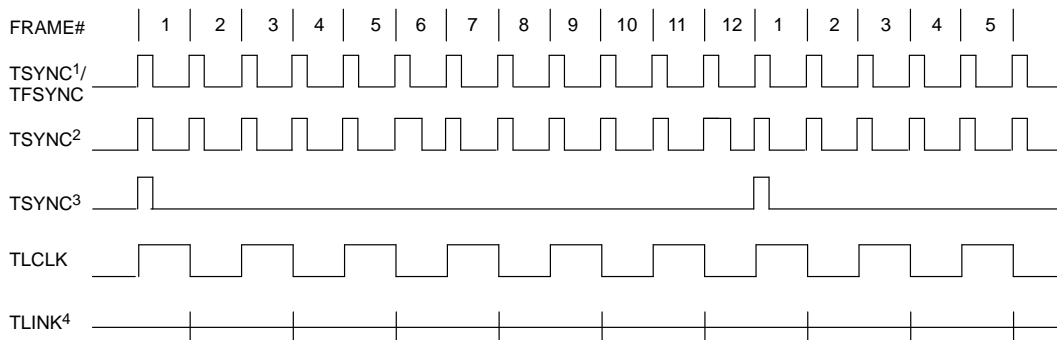 FRAME# 1 2 3 4 5 6 7 8 9 10 11 12 1 2 3 4 5
TSYNC¹/
TFSYNC
TSYNC²
TSYNC³
TLCLK
TLINK⁴